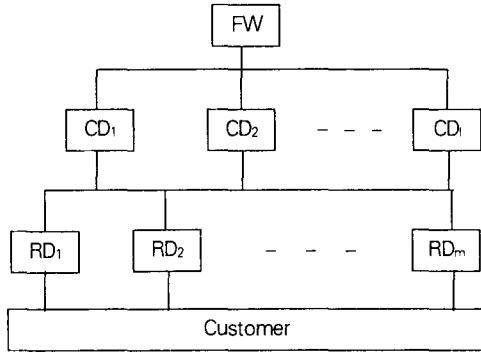 FW
CD₁ CD₂ - - - CDₗ
RD₁ RD₂ - - - RDₘ
Customer